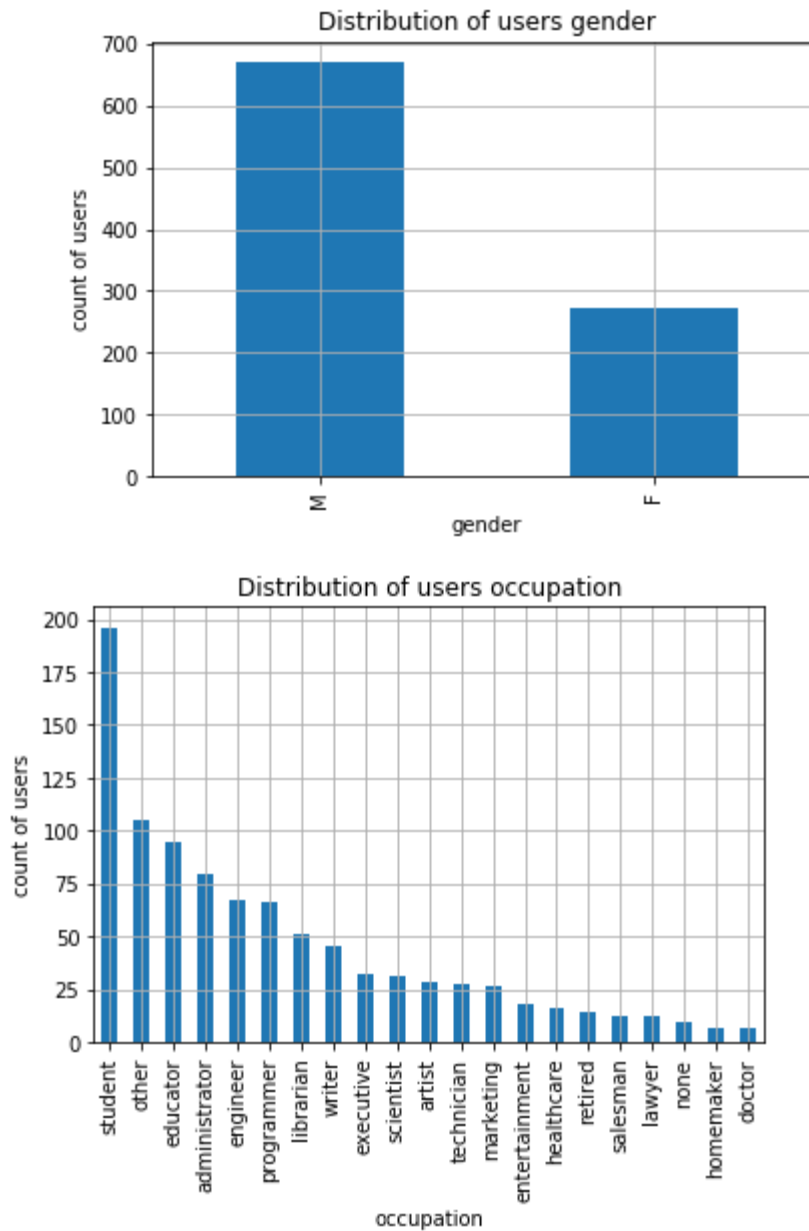 Distribution of users gender
700
600
500
400
300
200
100
0
count of users
M
F
gender
Distribution of users occupation
200
175
150
125
100
75
50
25
0
count of users
student
other
educator
administrator
engineer
programmer
librarian
writer
executive
scientist
artist
technician
marketing
entertainment
healthcare
retired
salesman
lawyer
none
homemaker
doctor
occupation